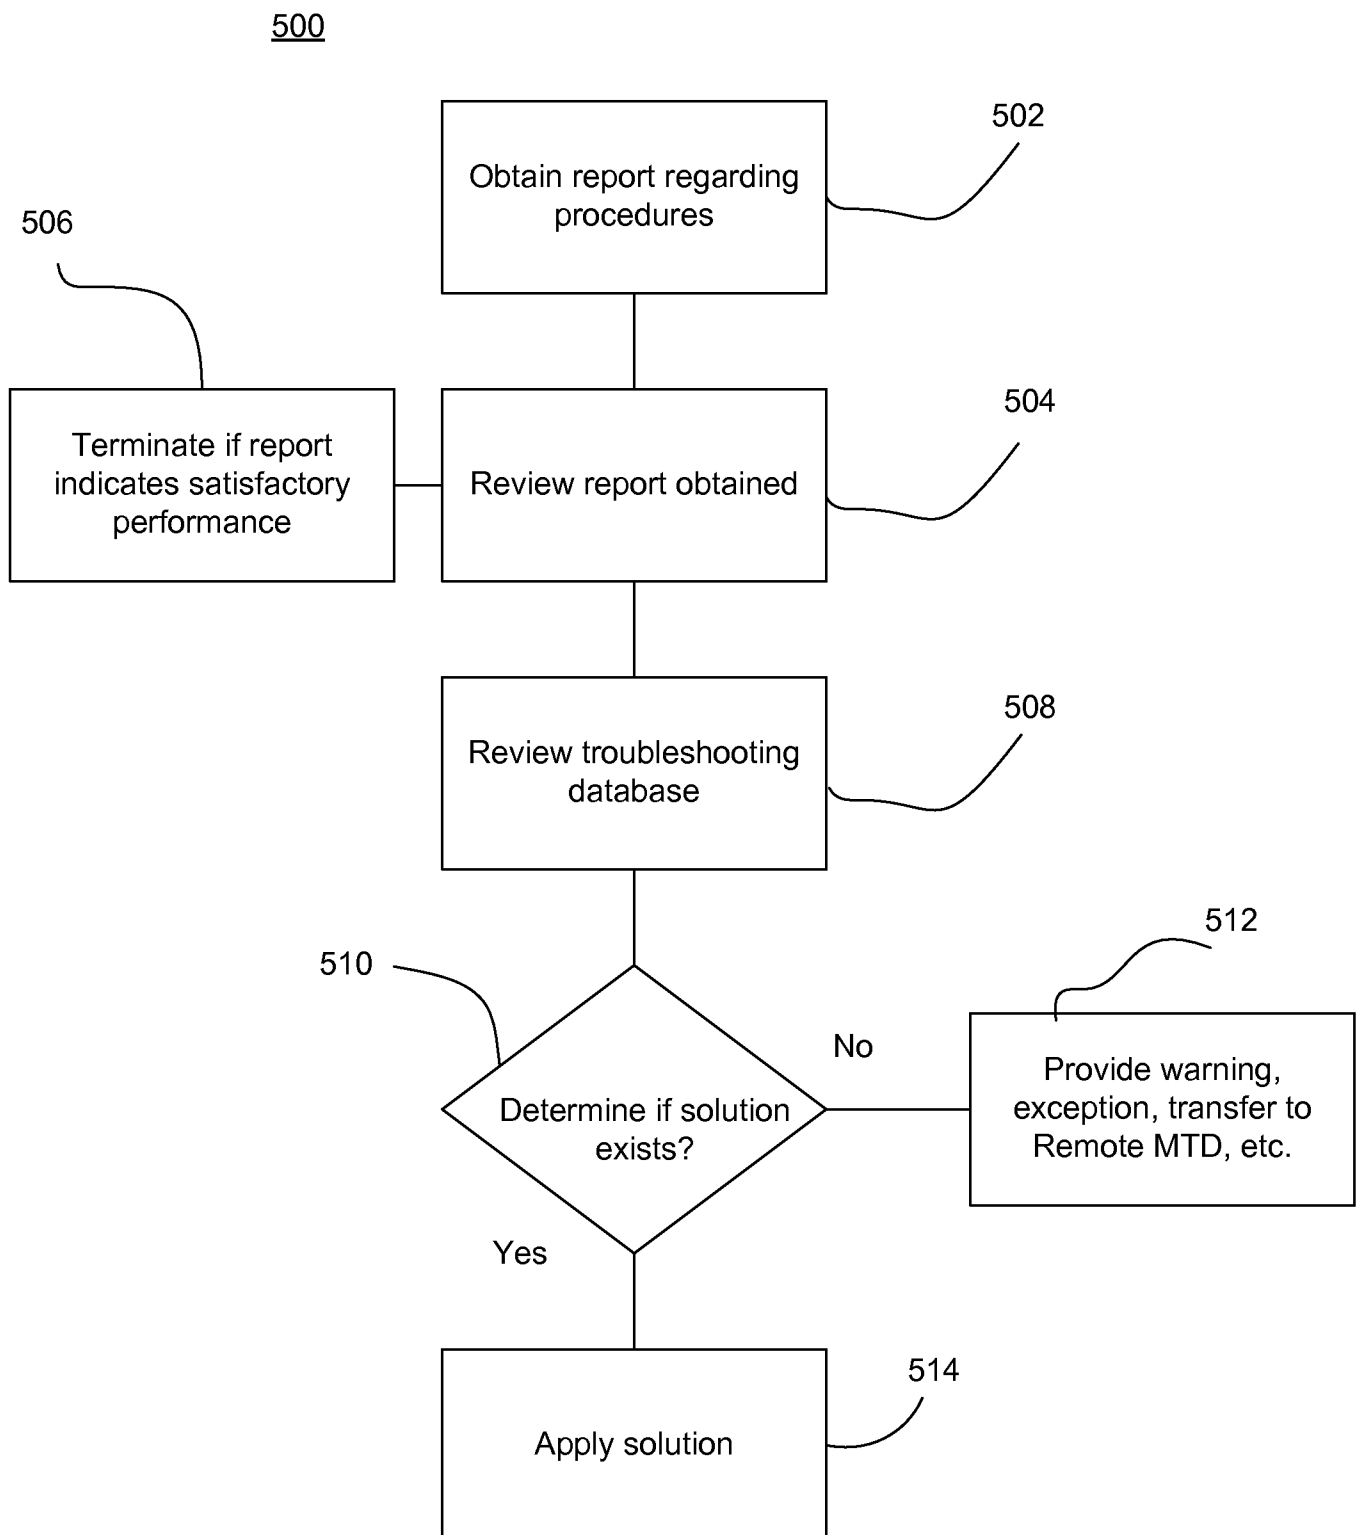 500
502
Obtain report regarding
procedures
506
504
Terminate if report
indicates satisfactory
performance
Review report obtained
508
Review troubleshooting
database
512
510
No
Provide warning,
exception, transfer to
Remote MTD, etc.
Determine if solution
exists?
Yes
514
Apply solution